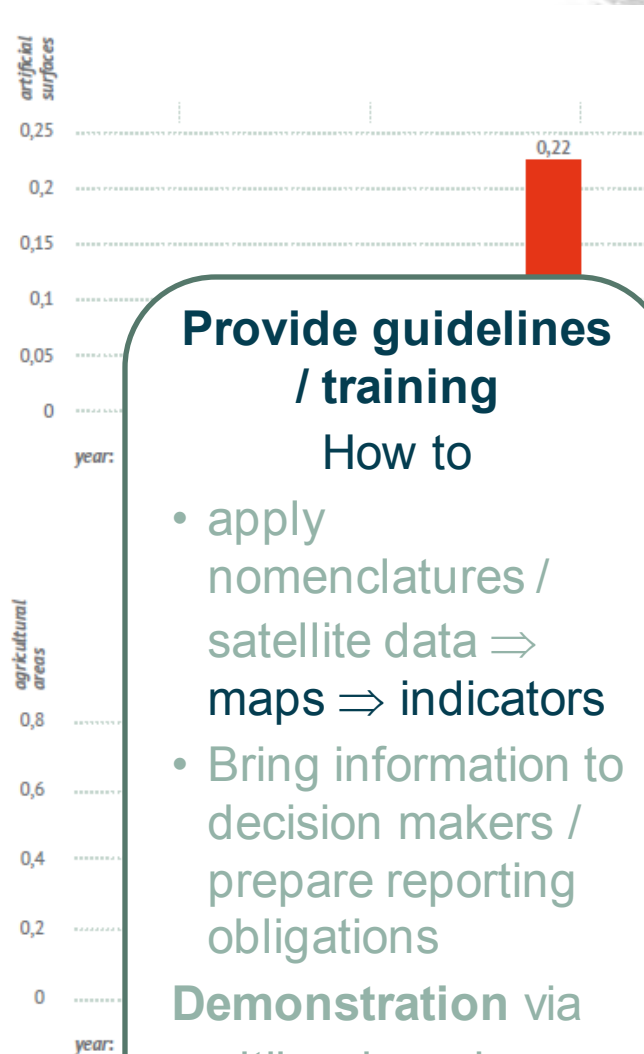 artificial
surfaces
0,25
0,22
0,2
0,15
0,1
0,05
0
year:
Provide guidelines
/ training
How to
• apply
nomenclatures /
satellite data ⇒
maps ⇒ indicators
• Bring information to
decision makers /
prepare reporting
obligations
Demonstration via
agricultural
areas
0,8
0,6
0,4
0,2
0
year: